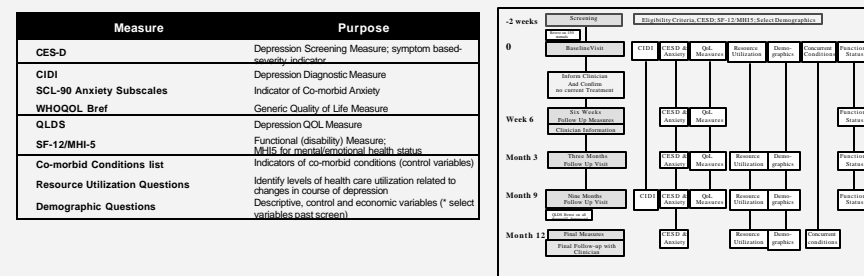 Measure Purpose
CES-D Depression Screening Measure; symptom based-
severity indicator
CIDI Depression Diagnostic Measure
SCL-90 Anxiety Subscales Indicator of Co-morbid Anxiety
WHOQOL Bref Generic Quality of Life Measure
QLDS Depression QOL Measure
SF-12/MHI-5 Functional (disability) Measure;
MHI5 for mental/emotional health status
Co-morbid Conditions list Indicators of co-morbid conditions (control variables)
Resource Utilization Questions Identify levels of health care utilization related to
changes in course of depression
Demographic Questions Descriptive, control and economic variables (* select
variables past screen)
-2 weeks Screening Eligibility Criteria, CESD; SF-12/MHI5; Select Demographics
0 Baseline Visit CIDI CESD & Anxiety QoL Measures Resource Utilization Demo- graphics Concurrent Conditions Function Status
Inform Clinician
And Confirm
no current Treatment
Week 6 Six Weeks Follow Up Measures CESD & Anxiety QoL Measures Function Status
Clinician Information
Month 3 Three Months Follow Up Visit CESD & Anxiety QoL Measures Resource Utilization Demo- graphics Function Status
Month 9 Nine Months Follow Up Visit CIDI CESD & Anxiety QoL Measures Resource Utilization Demo- graphics Function Status
Month 12 Final Measures CESD & Anxiety Resource Utilization Demo- graphics Concurrent conditions
Final Follow-up with
Clinician